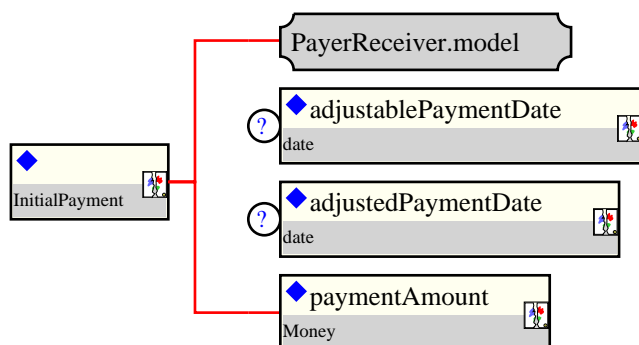 PayerReceiver.model
? adjustablePaymentDate
date
InitialPayment
? adjustedPaymentDate
date
paymentAmount
Money